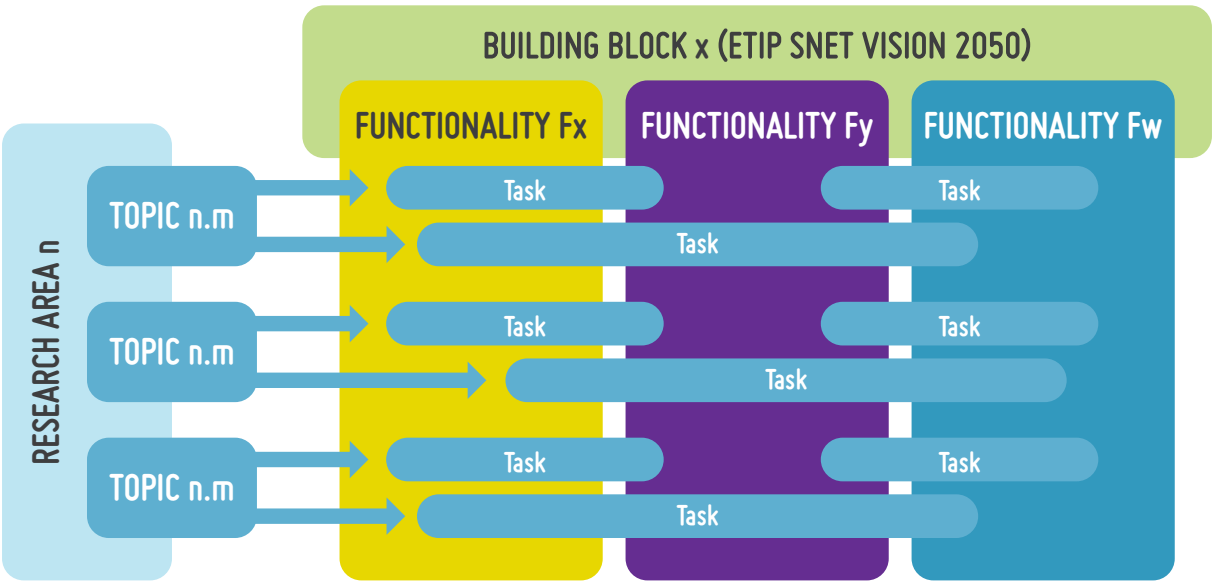 BUILDING BLOCK x (ETIP SNET VISION 2050)
FUNCTIONALITY Fx
FUNCTIONALITY Fy
FUNCTIONALITY Fw
RESEARCH AREA n
TOPIC n.m
Task
Task
Task
TOPIC n.m
Task
Task
Task
TOPIC n.m
Task
Task
Task